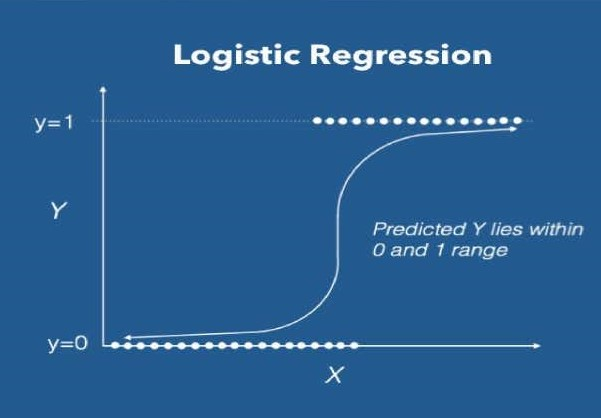 Logistic Regression
y=1
Y
Predicted Y lies within
0 and 1 range
y=0
X